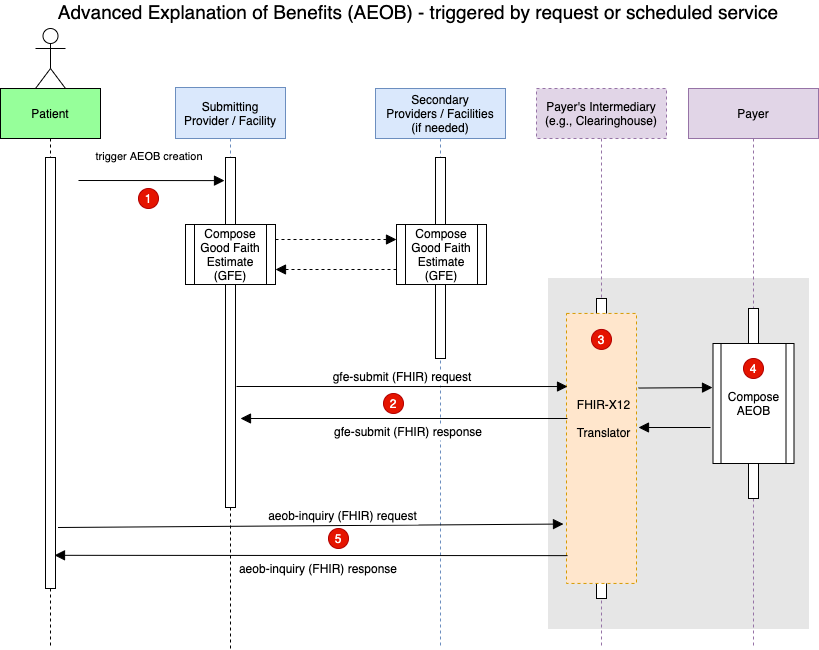 Advanced Explanation of Benefits (AEOB) - triggered by request or scheduled service
Patient
Submitting
Provider / Facility
Secondary
Providers / Facilities
(if needed)
Payer's Intermediary
(e.g., Clearinghouse)
Payer
trigger AEOB creation
1
Compose
Good Faith
Estimate
(GFE)
Compose
Good Faith
Estimate
(GFE)
3
4
gfe-submit (FHIR) request
2
gfe-submit (FHIR) response
FHIR-X12
Translator
Compose
AEOB
aeob-inquiry (FHIR) request
5
aeob-inquiry (FHIR) response